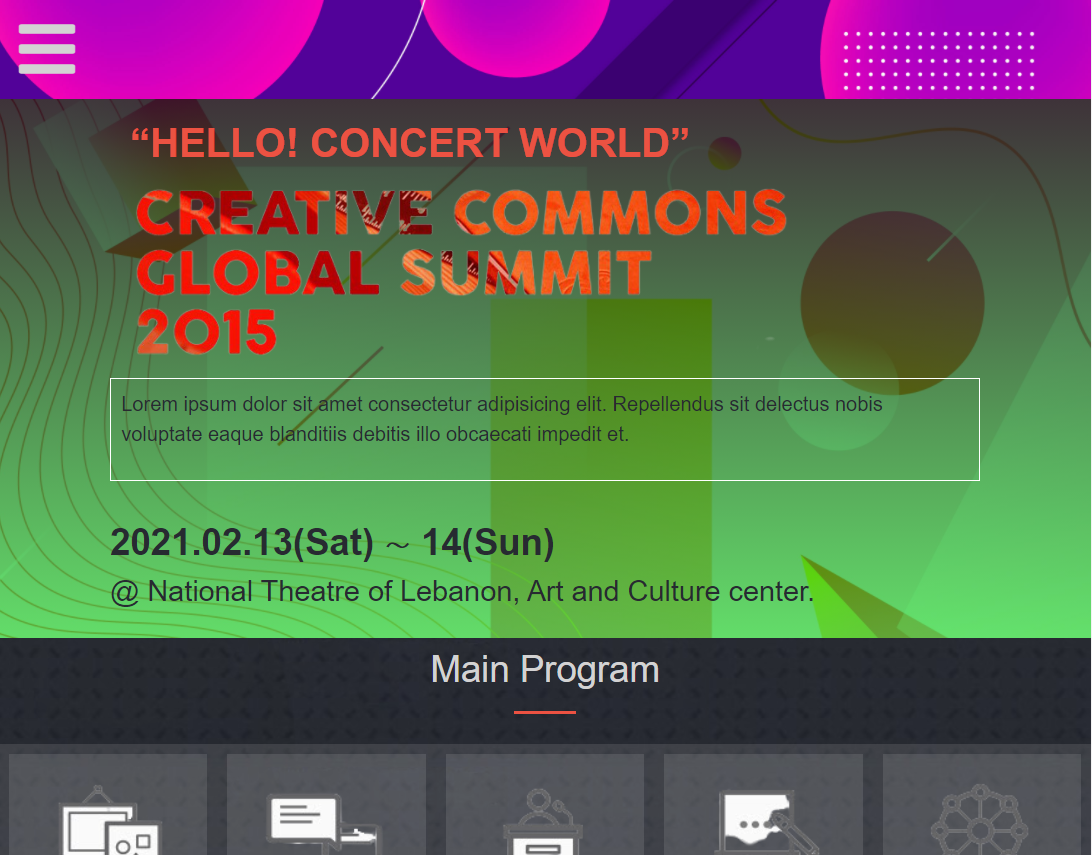 “HELLO! CONCERT WORLD”
CREATIVE COMMONS
GLOBAL SUMMIT
2015
Lorem ipsum dolor sit amet consectetur adipisicing elit. Repellendus sit delectus nobis
voluptate eaque blanditiis debitis illo obcaecati impedit et.
2021.02.13(Sat) ~ 14(Sun)
@ National Theatre of Lebanon, Art and Culture center.
Main Program